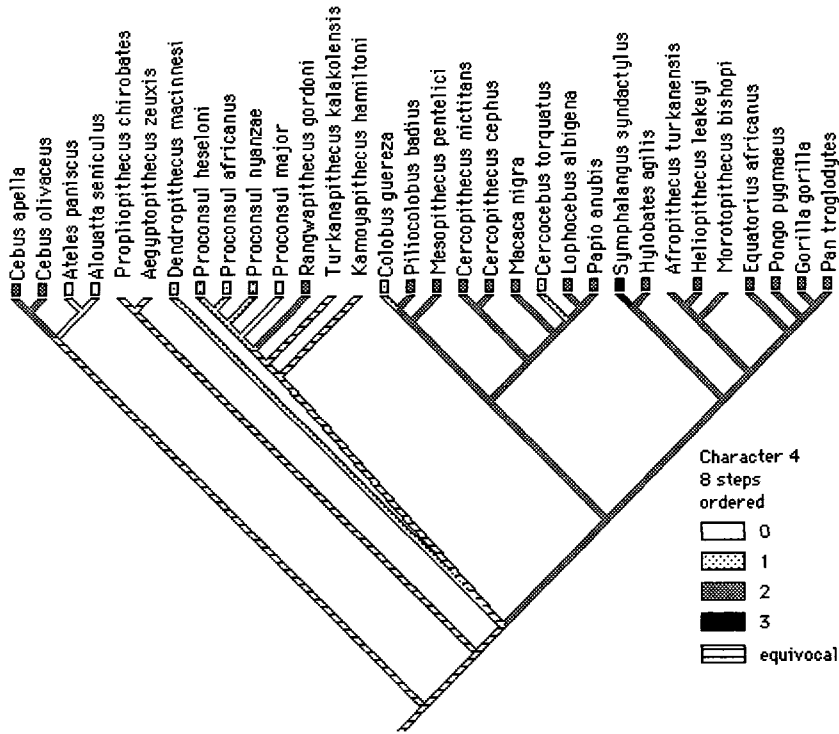 Cebus apella
Cebus olivaceus
Ateles paniscus
Alouatta seniculus
Propliopithecus chirobates
Aegyptopithecus zeuxis
Dendropithecus macinnesi
Proconsul heseloni
Proconsul africanus
Proconsul nyanzae
Proconsul major
Rangwapithecus gordoni
Turkanapithecus kalakolensis
Kamoyapithecus hamiltoni
Colobus guereza
Piliocolobus badius
Mesopithecus pentelici
Cercopithecus nictitans
Cercopithecus cephus
Macaca nigra
Cercocebus torquatus
Lophocebus albigena
Papio anubis
Symphalangus syndactylus
Hylobates agilis
Afropithecus turkanensis
Heliopithecus leakeyi
Morotopithecus bishopi
Equatorius africanus
Pongo pygmaeus
Gorilla gorilla
Pan troglodytes
Character 4
8 steps
ordered
0
1
2
3
equivocal